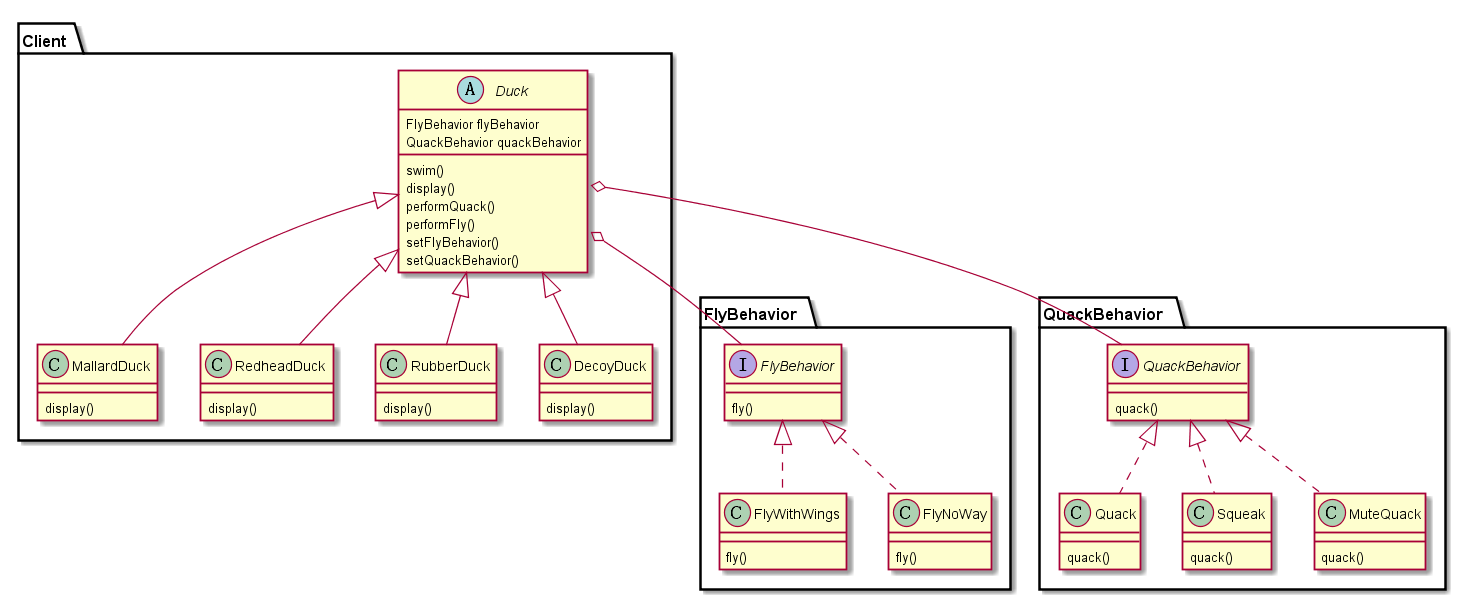 Client
A Duck
FlyBehavior flyBehavior
QuackBehavior quackBehavior
swim()
display()
performQuack()
performFly()
setFlyBehavior()
setQuackBehavior()
C MallardDuck
display()
C RedheadDuck
display()
C RubberDuck
display()
C DecoyDuck
display()
FlyBehavior
I FlyBehavior
fly()
C FlyWithWings
fly()
C FlyNoWay
fly()
QuackBehavior
I QuackBehavior
quack()
C Quack
quack()
C Squeak
quack()
C MuteQuack
quack()